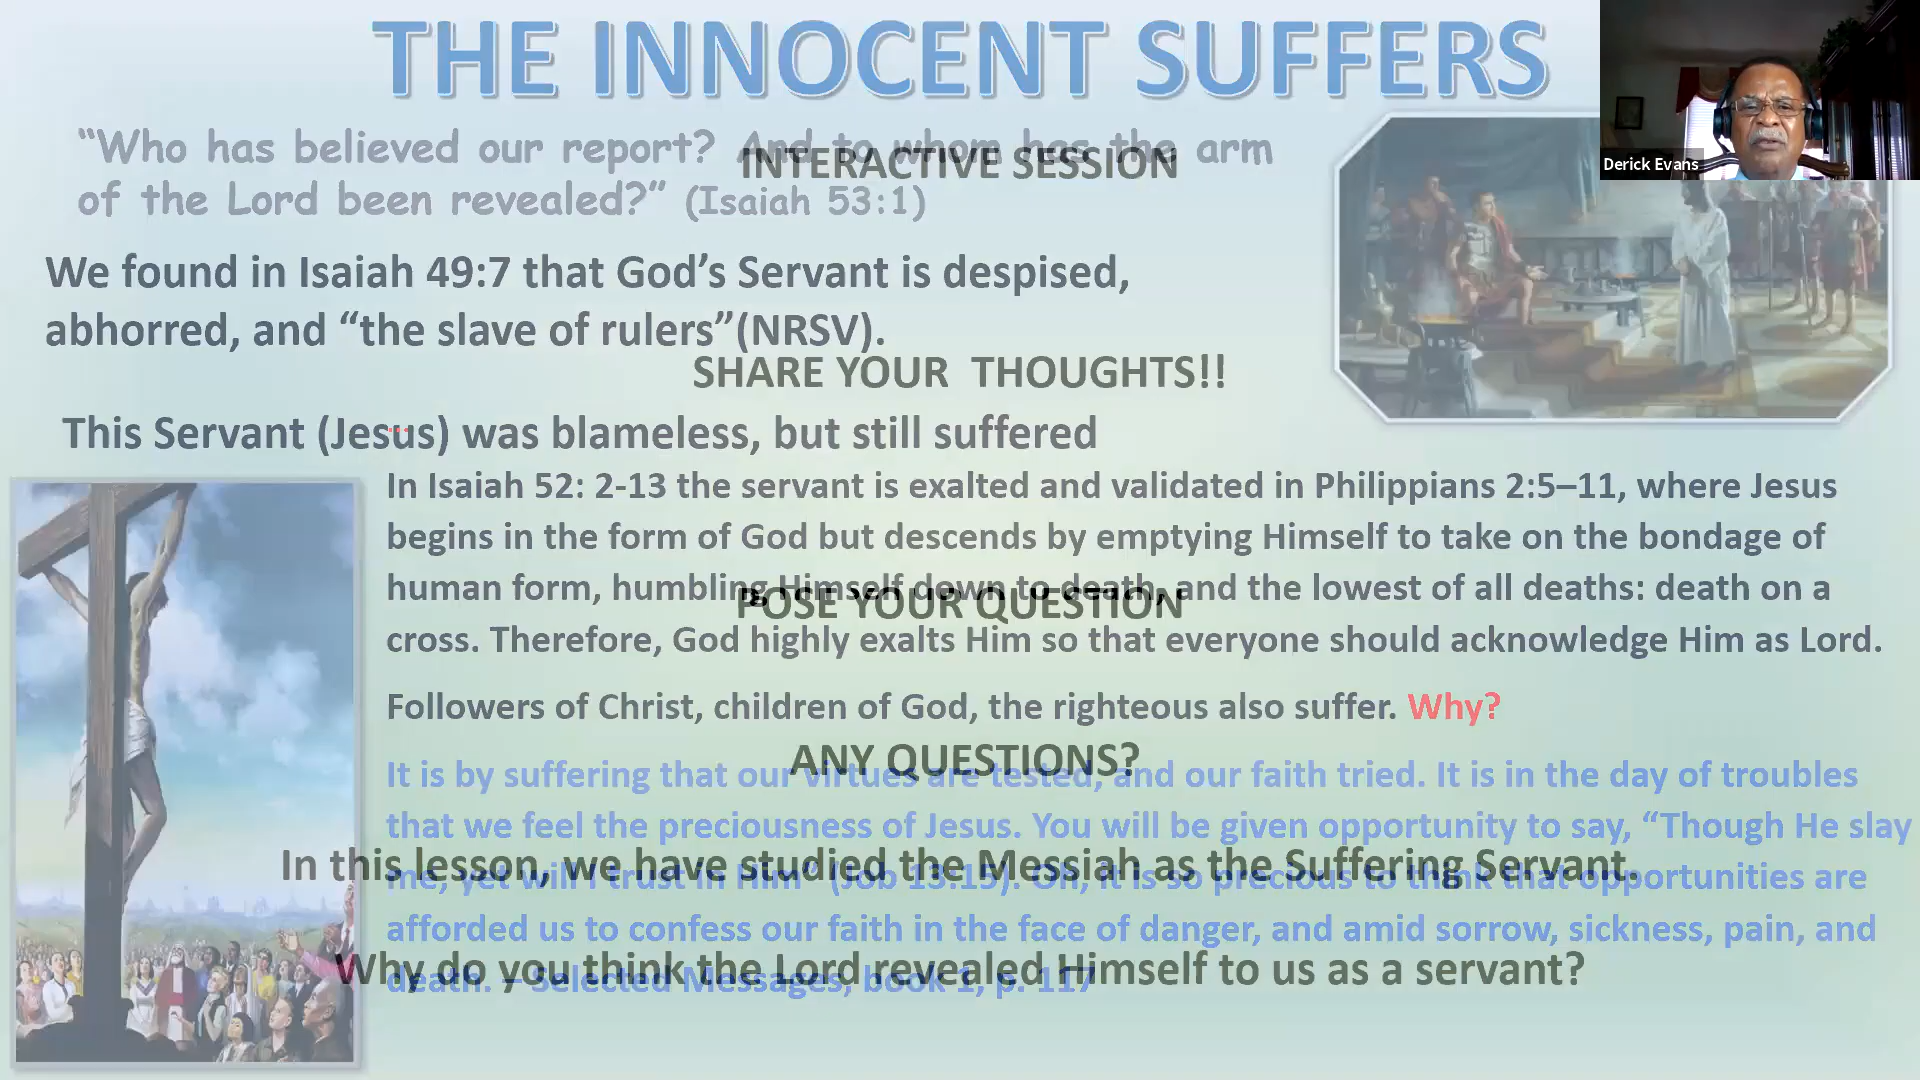 THE INNOCENT SUFFERS
Derick Evans
“Who has believed our report? And to whom has the arm
of the Lord been revealed?” (Isaiah 53:1)
INTERACTIVE SESSION
We found in Isaiah 49:7 that God’s Servant is despised,
abhorred, and “the slave of rulers”(NRSV).
SHARE YOUR THOUGHTS!!
This Servant (Jesus) was blameless, but still suffered
In Isaiah 52: 2-13 the servant is exalted and validated in Philippians 2:5–11, where Jesus
begins in the form of God but descends by emptying Himself to take on the bondage of
human form, humbling Himself down to death, and the lowest of all deaths: death on a
POSE YOUR QUESTION
cross. Therefore, God highly exalts Him so that everyone should acknowledge Him as Lord.
Followers of Christ, children of God, the righteous also suffer. Why?
ANY QUESTIONS?
It is by suffering that our virtues are tested, and our faith tried. It is in the day of troubles
that we feel the preciousness of Jesus. You will be given opportunity to say, “Though He slay
In this lesson, we have studied the Messiah as the Suffering Servant.
me, yet will I trust in Him” (Job 13:15). Oh, it is so precious to think that opportunities are
afforded us to confess our faith in the face of danger, and amid sorrow, sickness, pain, and
Why do you think the Lord revealed Himself to us as a servant?
death. – Selected Messages, book 1, p. 117